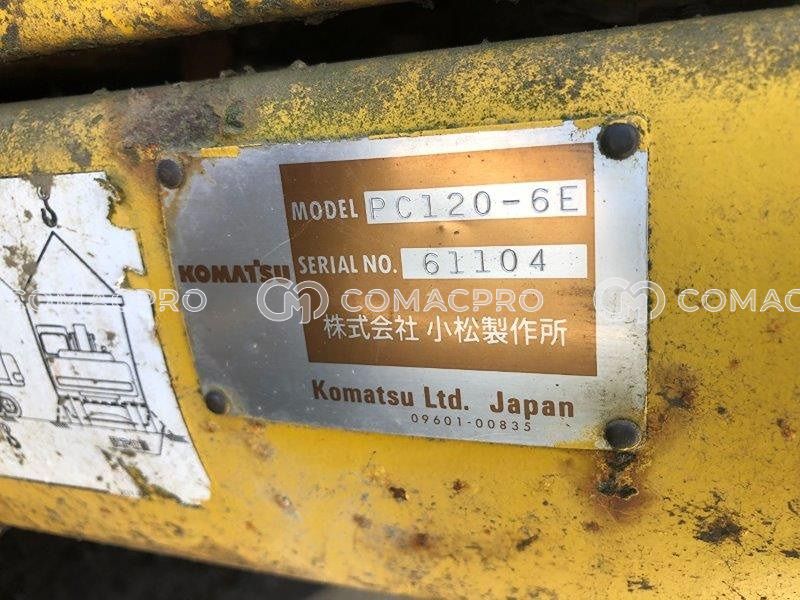 MODEL PC120-6E
KOMATSU
SERIAL NO. 61104
COMACPRO COMACPRO COMAC
株式会社 小松製作所
Komatsu Ltd. Japan
09601-00835